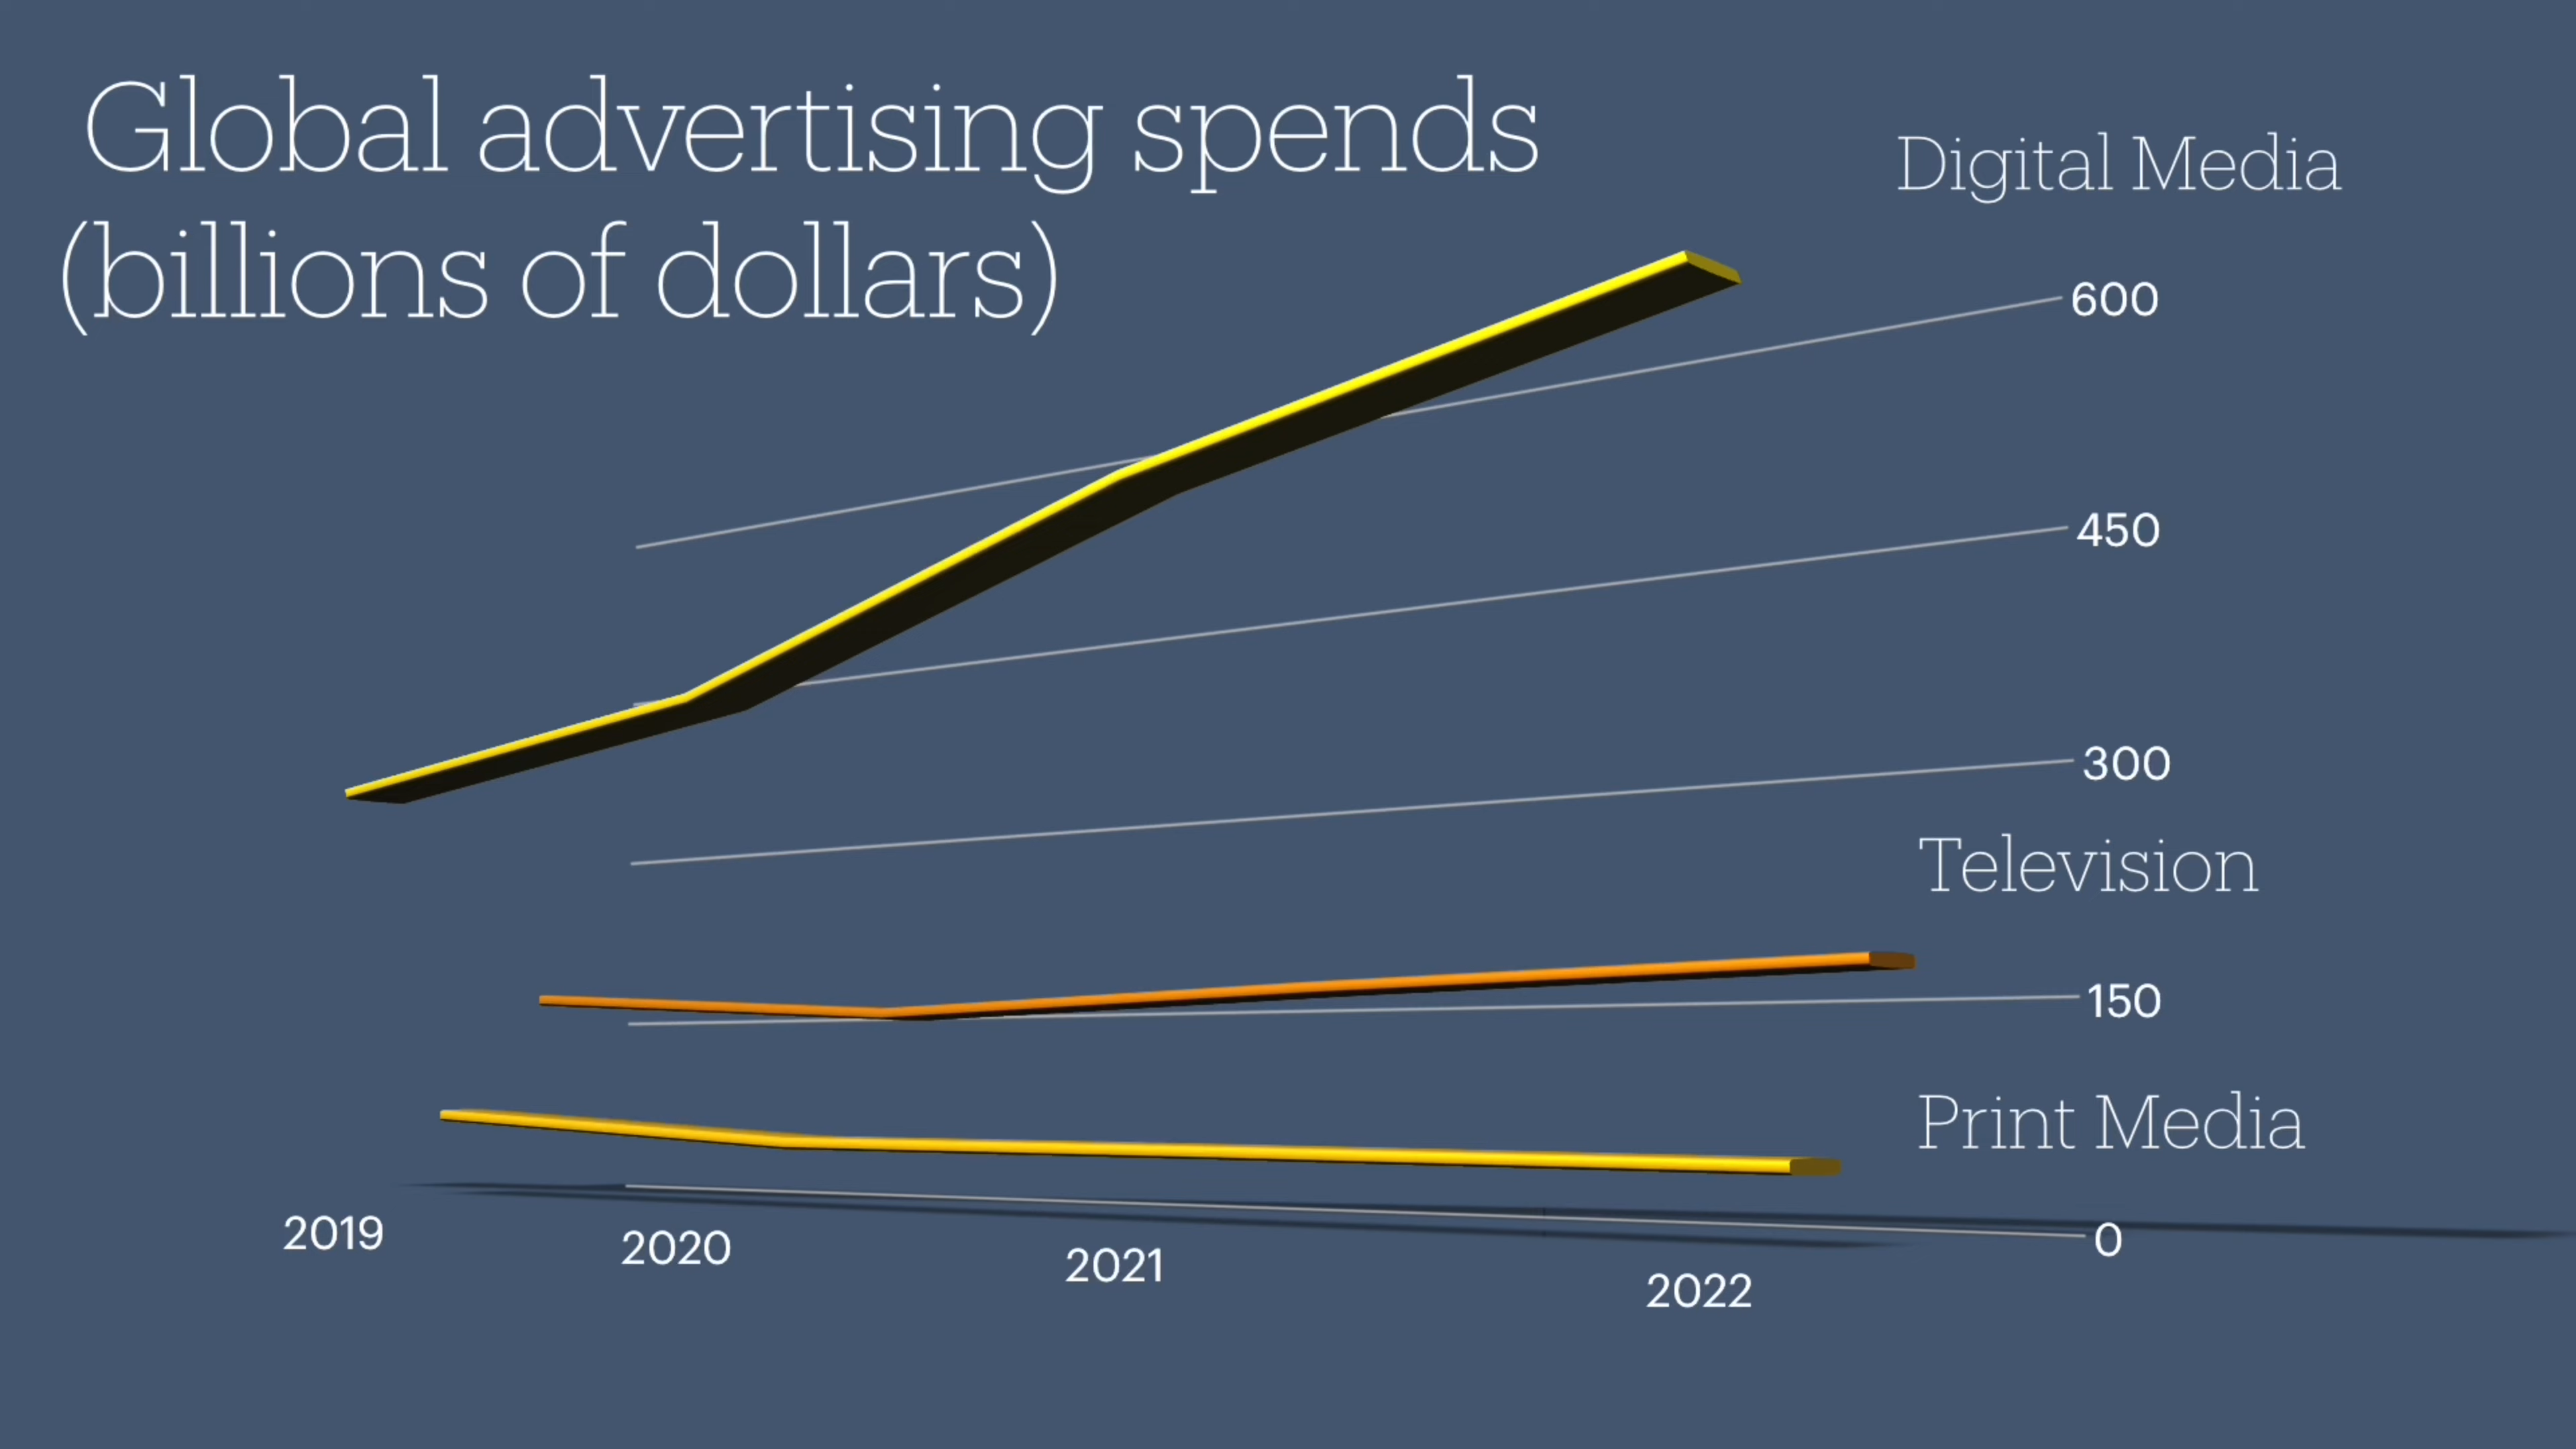 Global advertising spends
(billions of dollars)
Digital Media
600
450
300
Television
150
Print Media
0
2019
2020
2021
2022